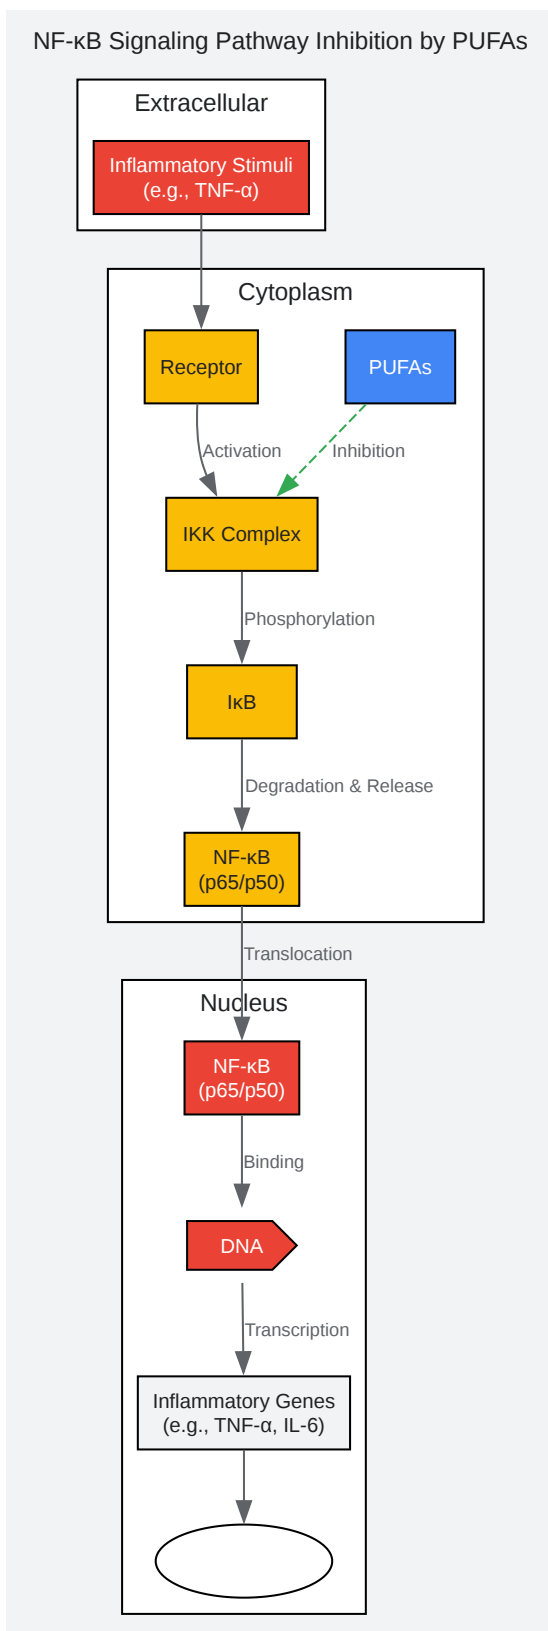 NF-κB Signaling Pathway Inhibition by PUFAs
Extracellular
Inflammatory Stimuli
(e.g., TNF-α)
Cytoplasm
Receptor
PUFAs
Activation
Inhibition
IKK Complex
Phosphorylation
IκB
Degradation & Release
NF-κB
(p65/p50)
Translocation
Nucleus
NF-κB
(p65/p50)
Binding
DNA
Transcription
Inflammatory Genes
(e.g., TNF-α, IL-6)